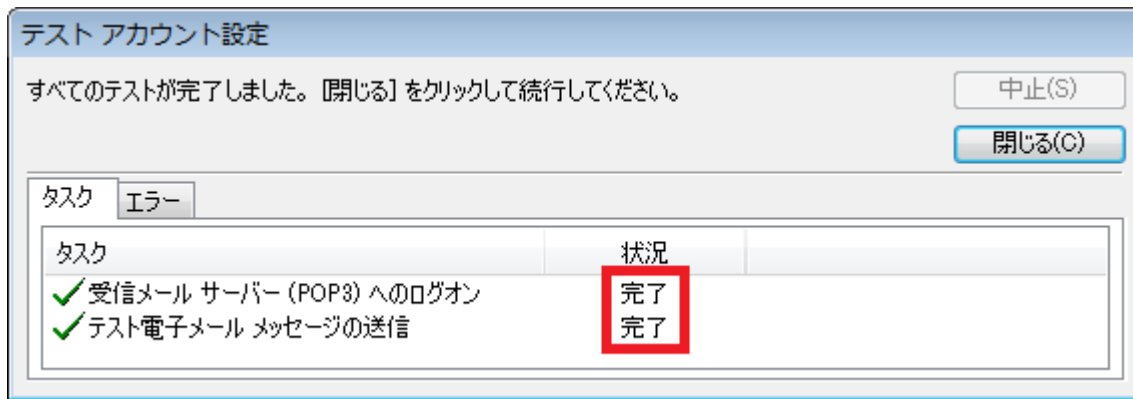 テスト アカウント設定
すべてのテストが完了しました。[閉じる] をクリックして続行してください。
中止(S)
閉じる(C)
タスク エラー
タスク 状況
受信メール サーバー (POP3) へのログオン 完了
テスト電子メール メッセージの送信 完了